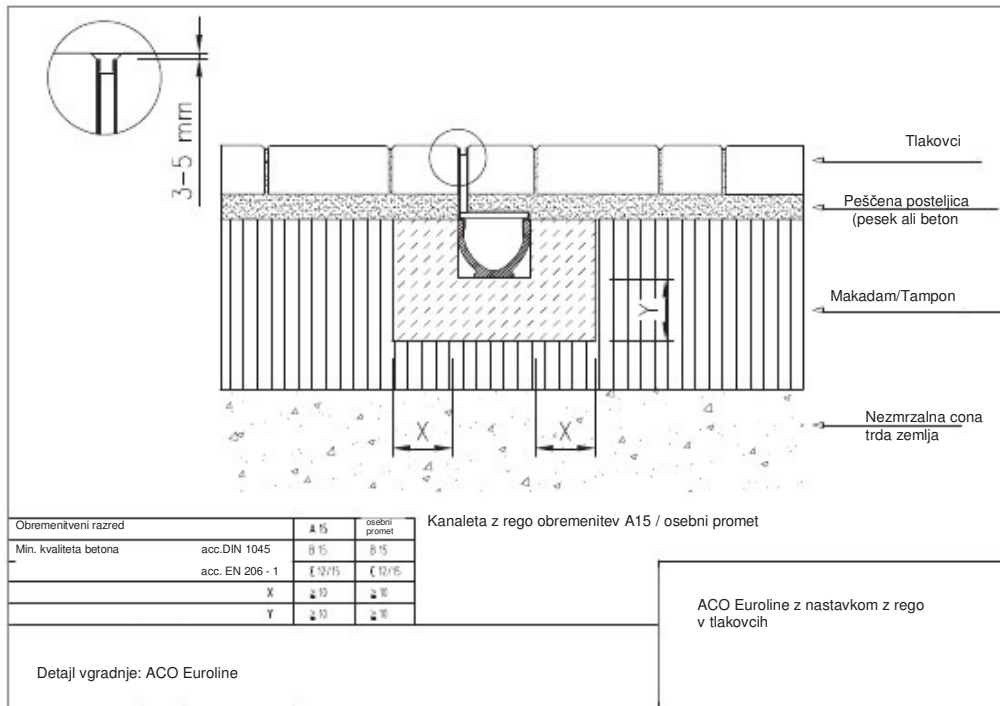 3-5 mm
Tlakovci
Peščena posteljica
(pesek ali beton
Makadam/Tampon
Y
X X
Nezmrzalna cona
trda zemlja
Kanaleta z rego obremenitev A15 / osebni promet
Obremenitveni razred A 15 osebni promet
Min. kvaliteta betona acc.DIN 1045 B 15 B 15
acc. EN 206 - 1 C 12/15 C 12/15
X ≥ 10 ≥ 10
Y ≥ 10 ≥ 10
ACO Euroline z nastavkom z rego
v tlakovcih
Detajl vgradnje: ACO Euroline